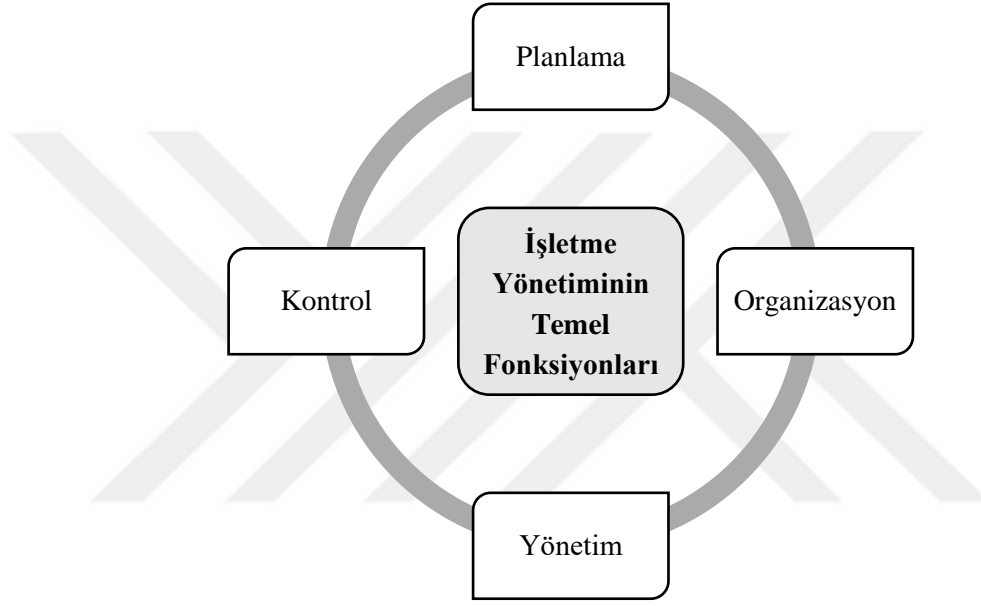 Planlama
İşletme
Yönetiminin
Temel
Fonksiyonları
Kontrol
Organizasyon
Yönetim